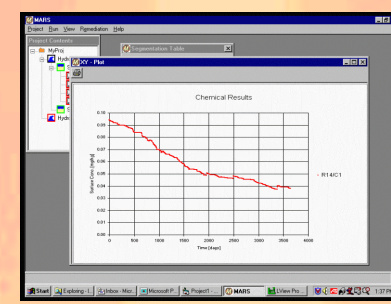 MARS
Project Run View Remediation Help
Project Contents
MyProj
Segmentation Table
XY - Plot
Chemical Results
0.10
0.09
0.08
0.07
0.06
0.05
0.04
0.03
0.02
0.01
0.00
0 500 1000 1500 2000 2500 3000 3500 4000
Time [days]
R14/C1
Start Exploring - I... Inbox - Micr... Microsoft P... Project1 - ... MARS LView Pro ... 1:37 P